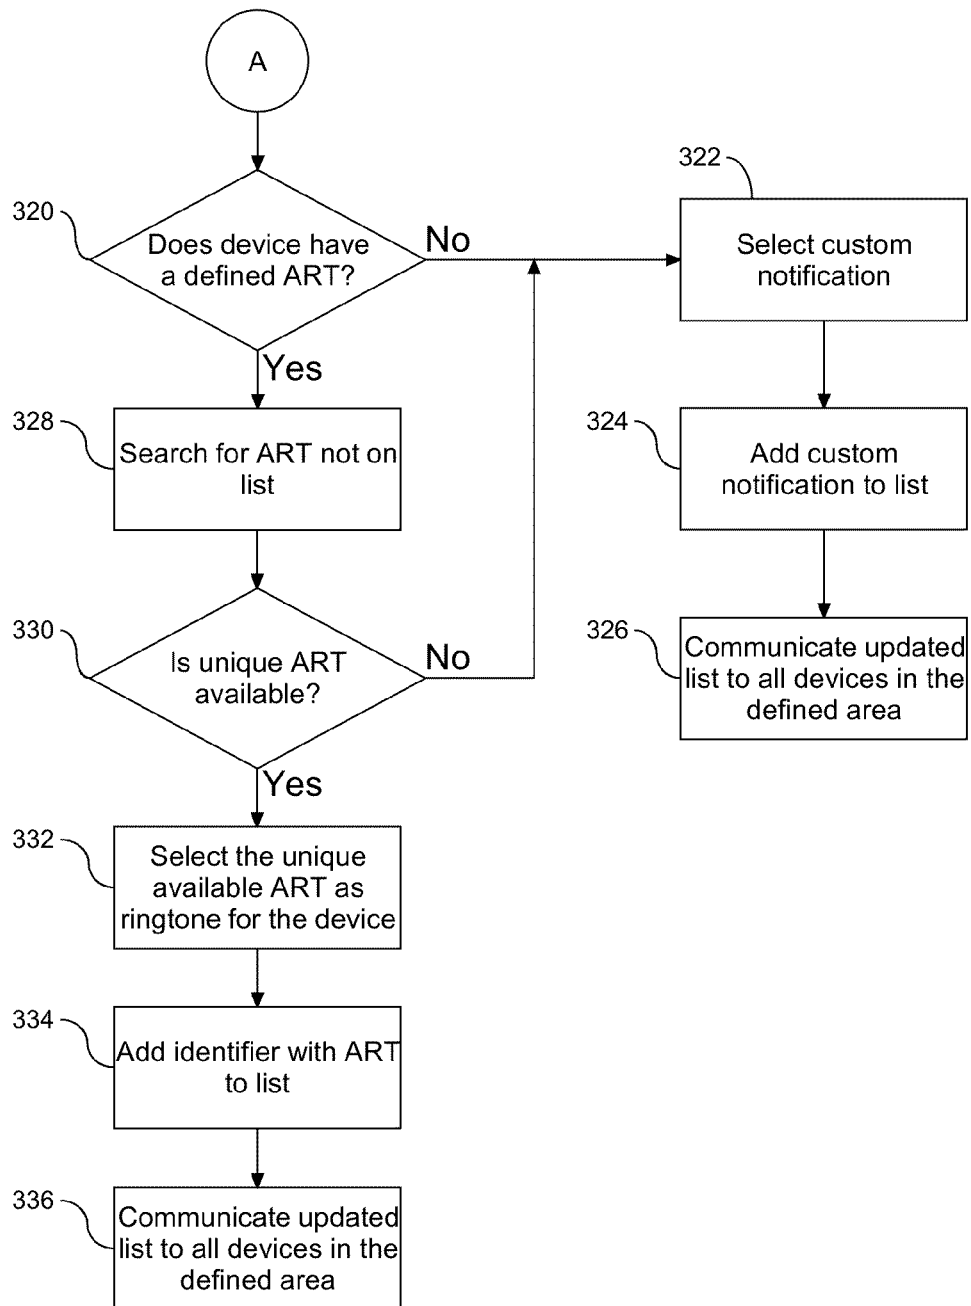 A
320
Does device have
a defined ART?
No
Yes
322
Select custom
notification
328
Search for ART not on
list
324
Add custom
notification to list
330
Is unique ART
available?
No
Yes
326
Communicate updated
list to all devices in the
defined area
332
Select the unique
available ART as
ringtone for the device
334
Add identifier with ART
to list
336
Communicate updated
list to all devices in the
defined area